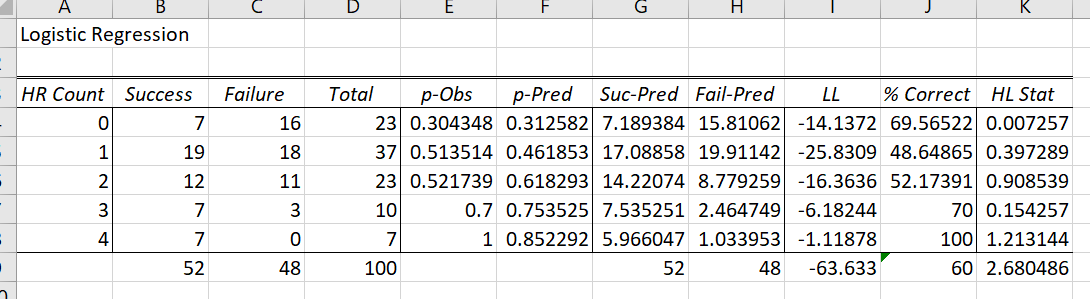 A B C D E F G H I J K
Logistic Regression
HR Count Success Failure Total p-Obs p-Pred Suc-Pred Fail-Pred LL % Correct HL Stat
0 7 16 23 0.304348 0.312582 7.189384 15.81062 -14.1372 69.56522 0.007257
1 19 18 37 0.513514 0.461853 17.08858 19.91142 -25.8309 48.64865 0.397289
2 12 11 23 0.521739 0.618293 14.22074 8.779259 -16.3636 52.17391 0.908539
3 7 3 10 0.7 0.753525 7.535251 2.464749 -6.18244 70 0.154257
4 7 0 7 1 0.852292 5.966047 1.033953 -1.11878 100 1.213144
52 48 100 52 48 -63.633 60 2.680486